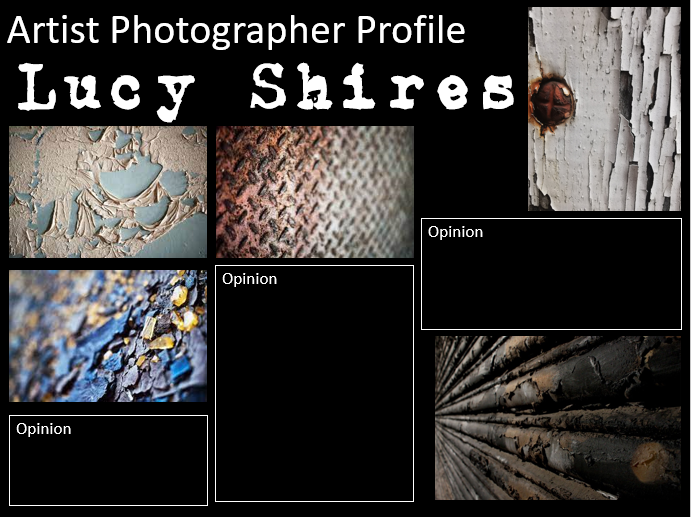 Artist Photographer Profile
Lucy Shires
Opinion
Opinion
Opinion